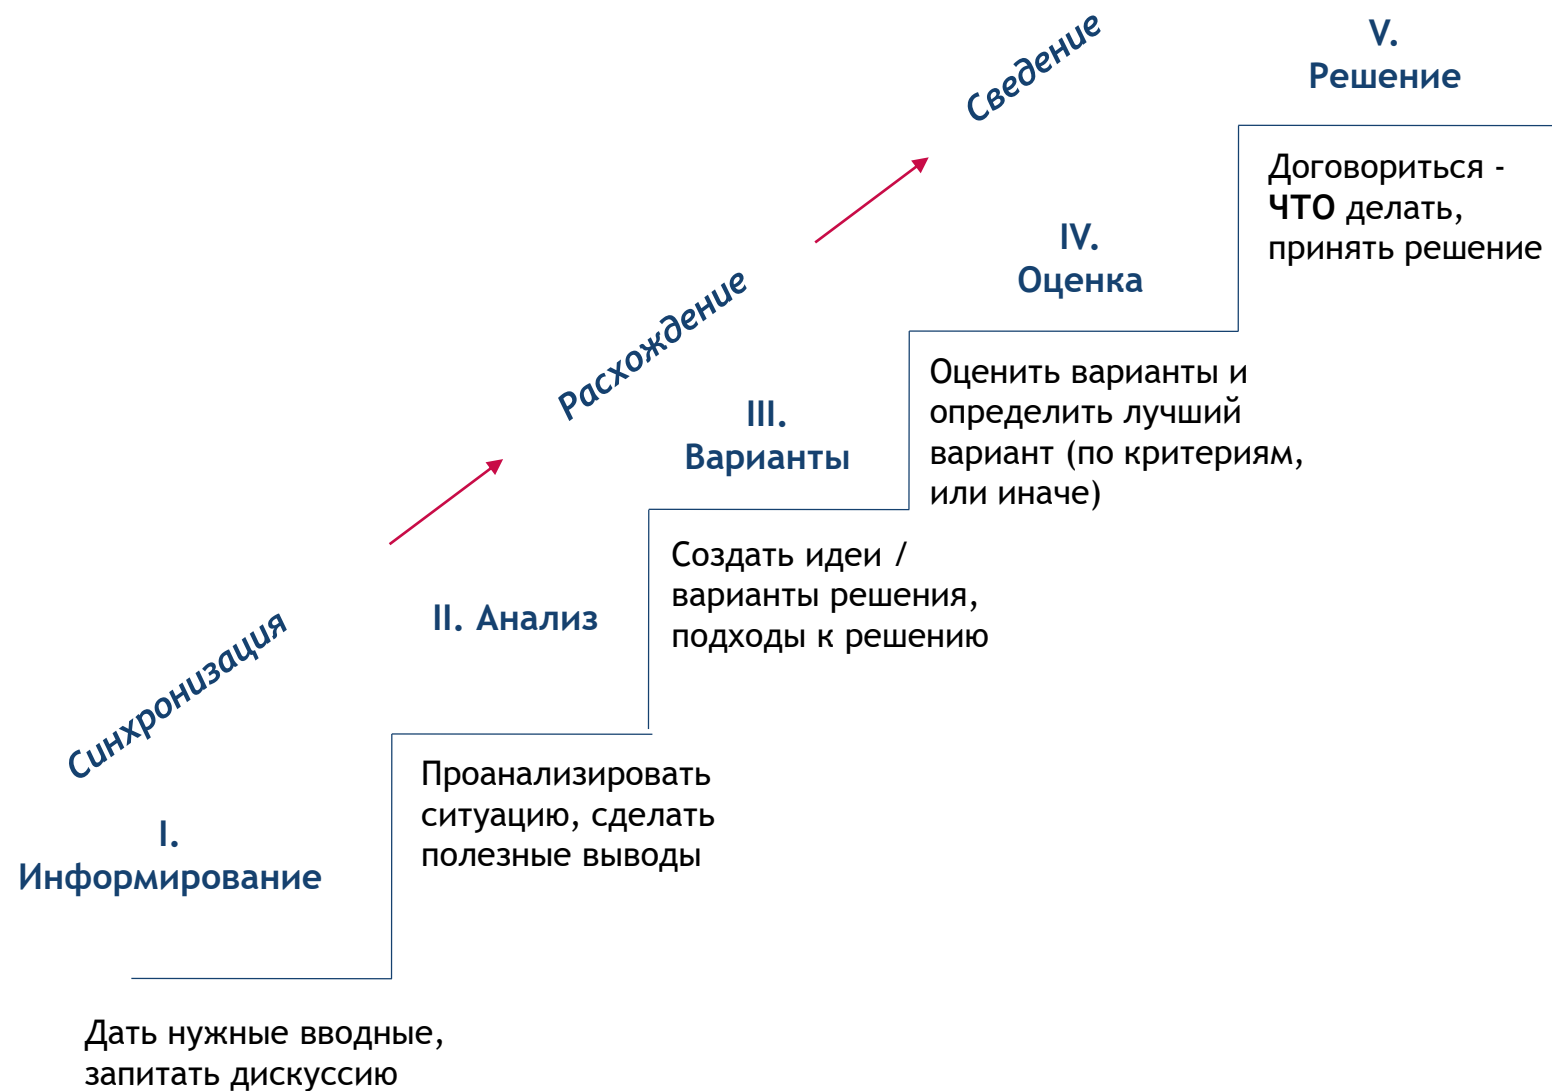 Синхронизация
I.
Информирование
Дать нужные вводные,
запитать дискуссию
II. Анализ
Проанализировать
ситуацию, сделать
полезные выводы
Расхождение
III.
Варианты
Создать идеи /
варианты решения,
подходы к решению
Сведение
IV.
Оценка
Оценить варианты и
определить лучший
вариант (по критериям,
или иначе)
V.
Решение
Договориться -
ЧТО делать,
принять решение